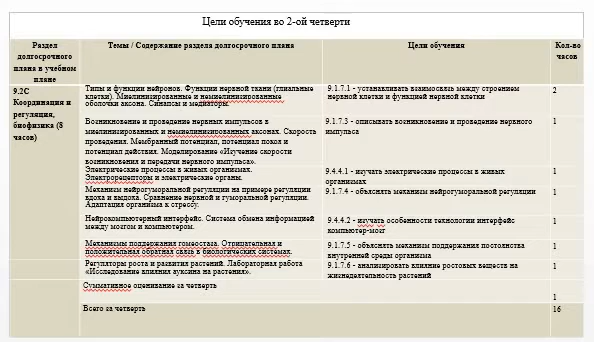 Цели обучения во 2-ой четверти
Раздел
долгосрочного
плана в учебном
плане
Темы / Содержание раздела долгосрочного плана
Цели обучения
Кол-во
часов
9.2С
Координация и
регуляция,
биофизика (8
часов)
Типы и функции нейронов. Функции нервной ткани (глиальные
клетки). Миелинизированные и немиелинизированные
оболочки аксона. Синапсы и медиаторы.
9.1.7.1 - устанавливать взаимосвязь между строением
нервной клетки и функцией нервной клетки
2
Возникновение и проведение нервных импульсов в
миелинизированных и немиелинизированных аксонах. Скорость
проведения. Мембранный потенциал, потенциал покоя и
потенциал действия. Моделирование «Изучение скорости
возникновения и передачи нервного импульса».
9.1.7.3 - описывать возникновение и проведение нервного
импульса
1
Электрические процессы в живых организмах.
Электрорецепторы и электрические органы.
9.4.4.1 - изучать электрические процессы в живых
организмах
1
Механизм нейрогуморальной регуляции на примере регуляции
вдоха и выдоха. Сравнение нервной и гуморальной регуляции.
Адаптация организма к стрессу.
9.1.7.4 - объяснять механизм нейрогуморальной регуляции
1
Нейрокомпьютерный интерфейс. Система обмена информацией
между мозгом и компьютером.
9.4.4.2 - изучать особенности технологии интерфейс
компьютер-мозг
1
Механизмы поддержания гомеостаза. Отрицательная и
положительная обратная связь в биологических системах.
9.1.7.5 - объяснять механизм поддержания постоянства
внутренней среды организма
1
Регуляторы роста и развития растений. Лабораторная работа
«Исследование влияния ауксина на растения».
9.1.7.6 - анализировать влияние ростовых веществ на
жизнедеятельность растений
1
Суммативное оценивание за четверть
1
Всего за четверть
16